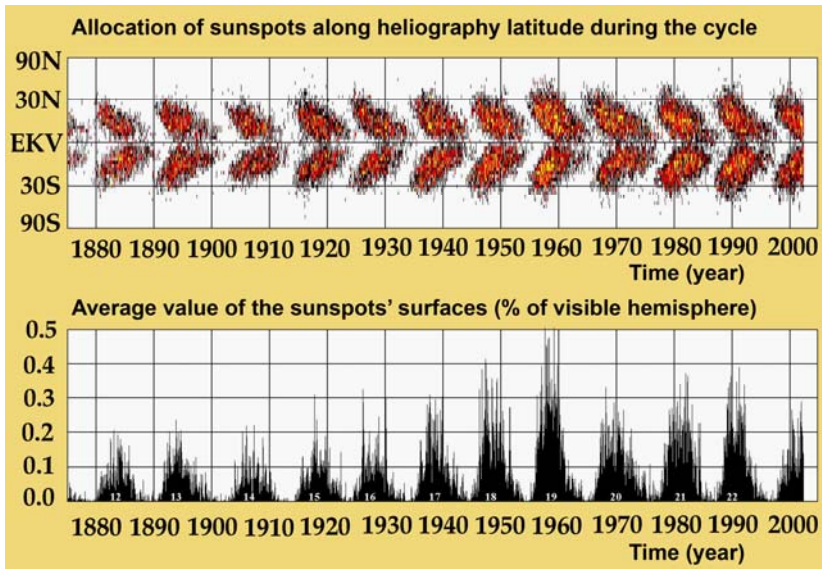 Allocation of sunspots along heliography latitude during the cycle
90N
30N
EKV
30S
90S
1880 1890 1900 1910 1920 1930 1940 1950 1960 1970 1980 1990 2000
Time (year)
Average value of the sunspots' surfaces (% of visible hemisphere)
0.5
0.4
0.3
0.2
0.1
0.0
12 13 14 15 16 17 18 19 20 21 22
1880 1890 1900 1910 1920 1930 1940 1950 1960 1970 1980 1990 2000
Time (year)